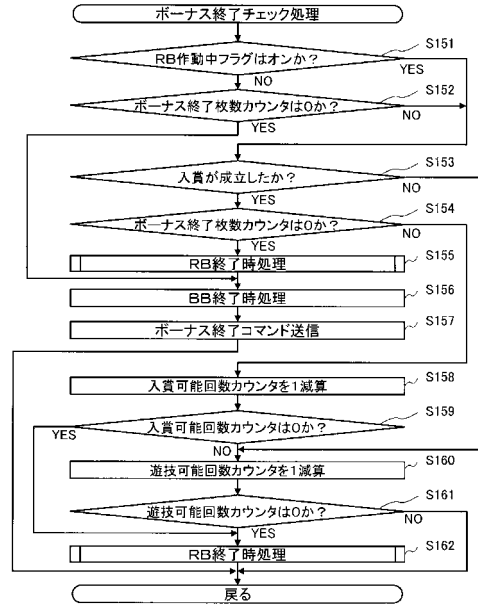 ボーナス終了チェック処理
S151
RB作動中フラグはオンか？
YES
NO
S152
ボーナス終了枚数カウンタは0か？
NO
YES
S153
入賞が成立したか？
NO
YES
S154
ボーナス終了枚数カウンタは0か？
NO
YES
S155
RB終了時処理
S156
BB終了時処理
S157
ボーナス終了コマンド送信
S158
入賞可能回数カウンタを1減算
S159
YES
入賞可能回数カウンタは0か？
NO
S160
遊技可能回数カウンタを1減算
S161
遊技可能回数カウンタは0か？
NO
YES
S162
RB終了時処理
戻る